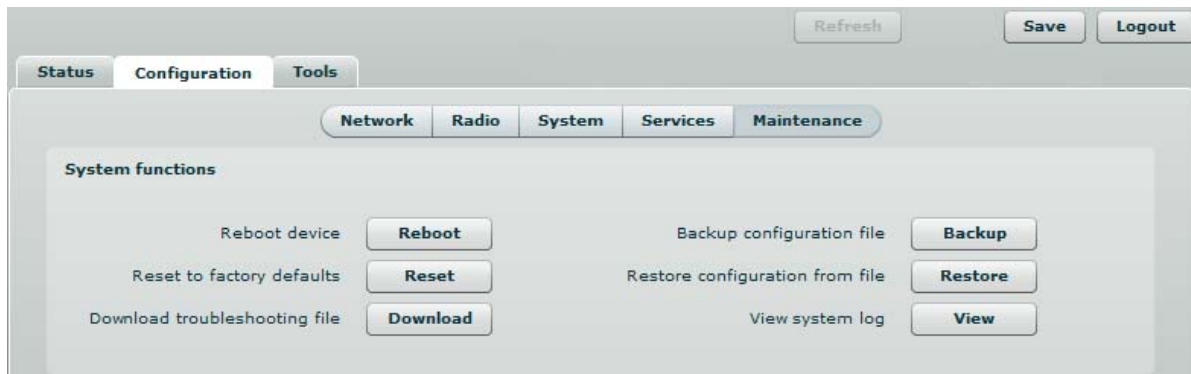 Refresh Save Logout
Status Configuration Tools
Network Radio System Services Maintenance
System functions
Reboot device Reboot Backup configuration file Backup
Reset to factory defaults Reset Restore configuration from file Restore
Download troubleshooting file Download View system log View